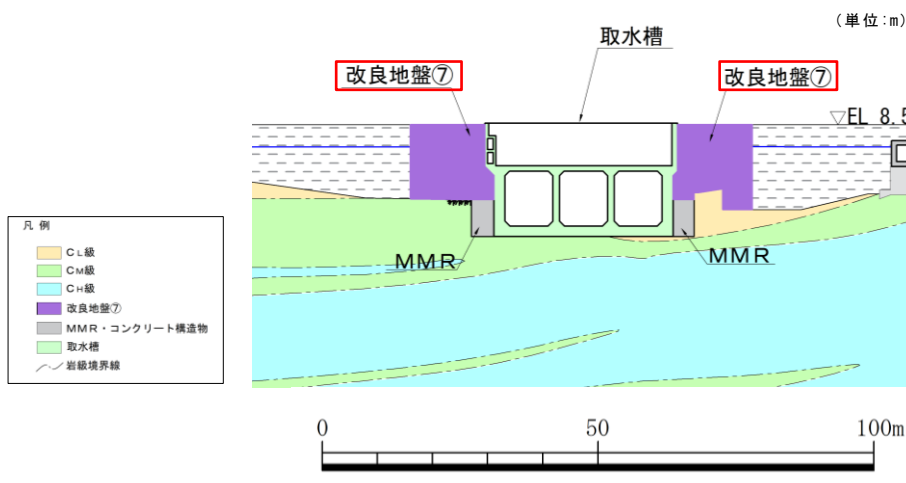 (単位:m)
取水槽
改良地盤⑦
改良地盤⑦
▽EL 8.5
凡 例
CL級
CM級
CH級
改良地盤⑦
MMR・コンクリート構造物
取水槽
岩級境界線
MMR
MMR
0 50 100m